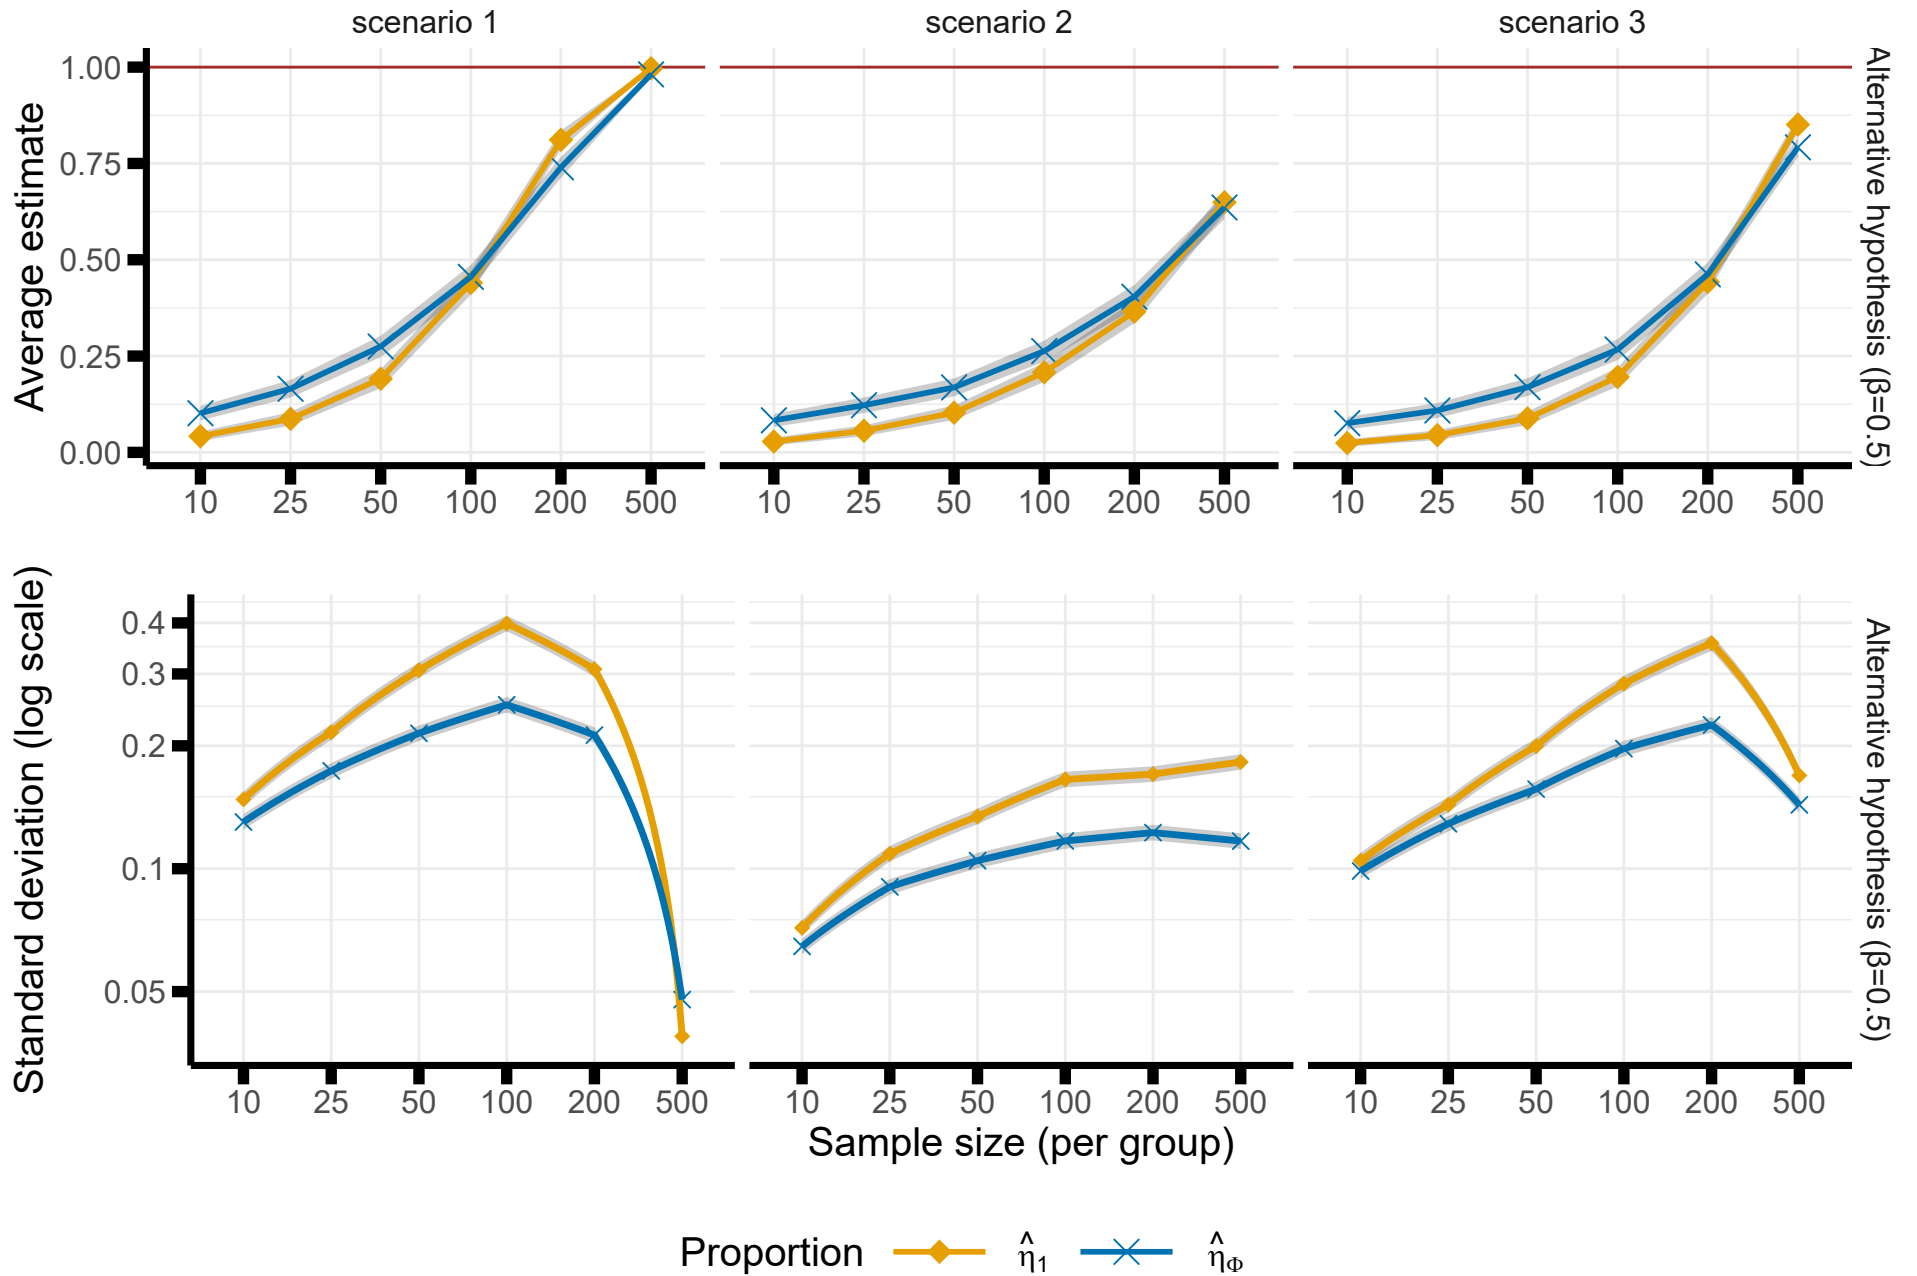 scenario 1 scenario 2 scenario 3
Average estimate
1.00
0.75
0.50
0.25
0.00
10 25 50 100 200 500 10 25 50 100 200 500 10 25 50 100 200 500
Alternative hypothesis (β=0.5)
Standard deviation (log scale)
0.4
0.3
0.2
0.1
0.05
10 25 50 100 200 500 10 25 50 100 200 500 10 25 50 100 200 500
Alternative hypothesis (β=0.5)
Sample size (per group)
Proportion η̂₁ η̂Φ